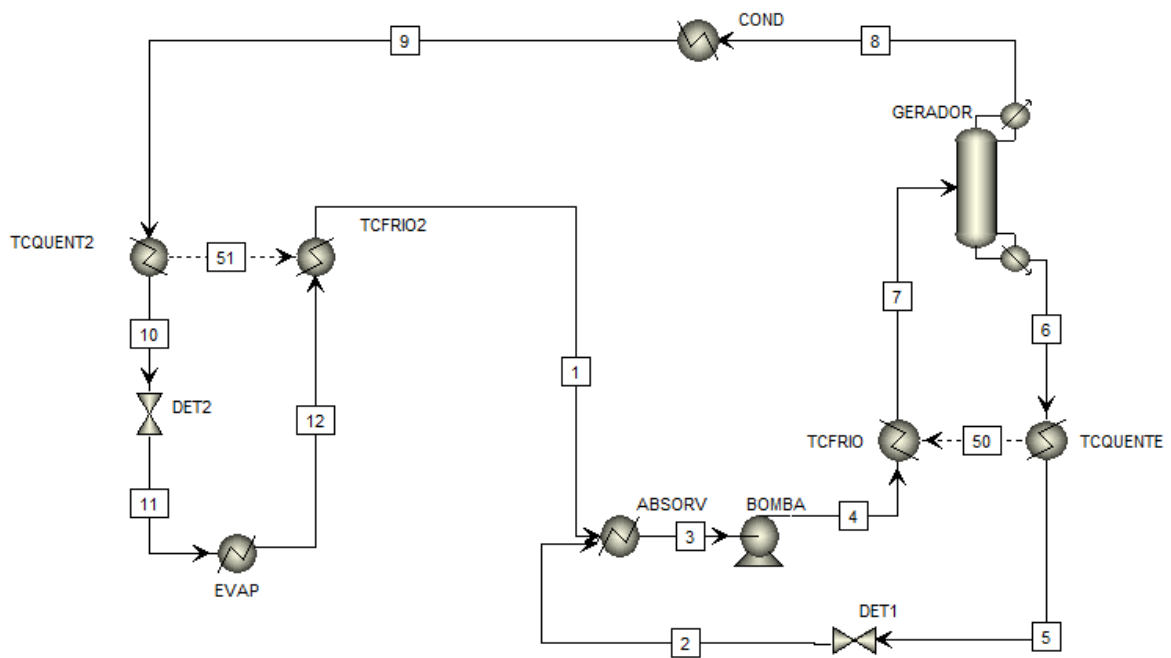 COND
9
8
GERADOR
TCQUENT2
51
TCFRIO2
7
10
6
1
DET2
12
TCFRIO
50
TCQUENTE
11
ABSORV
BOMBA
3
4
EVAP
DET1
2
5